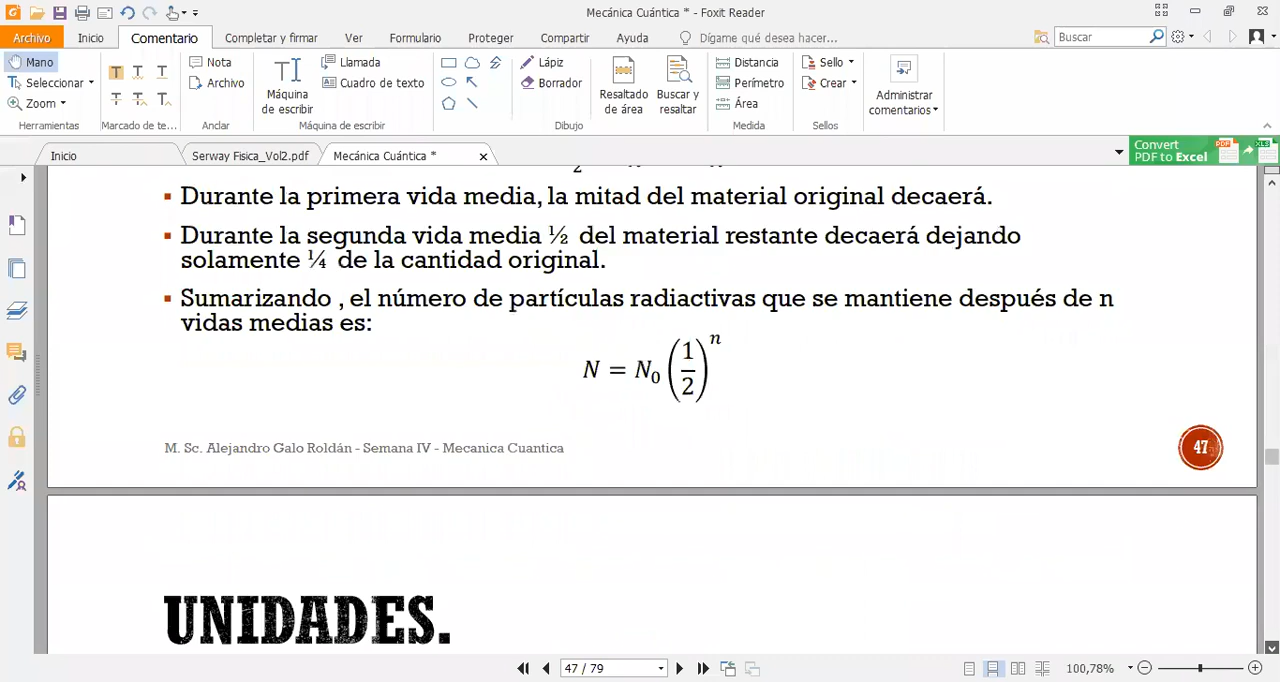 Mecánica Cuántica * - Foxit Reader
Archivo Inicio Comentario Completar y firmar Ver Formulario Proteger Compartir Ayuda Dígame qué desea hacer... Buscar
Mano
Seleccionar
Zoom
Herramientas
T T T
T T T
Marcado de te...
Nota
Archivo
Anclar
T
Máquina
de escribir
Llamada
Cuadro de texto
Máquina de escribir
Lápiz
Borrador
Dibujo
Resaltado
de área
Buscar y
resaltar
Distancia
Perímetro
Área
Medida
Sello
Crear
Sellos
Administrar
comentarios
Inicio Serway Fisica_Vol2.pdf Mecánica Cuántica *
Convert
PDF to Excel
PDF XLS
2
▪ Durante la primera vida media, la mitad del material original decaerá.
▪ Durante la segunda vida media ½ del material restante decaerá dejando
solamente ¼ de la cantidad original.
▪ Sumarizando , el número de partículas radiactivas que se mantiene después de n
vidas medias es:
N = N₀ (1/2)ⁿ
M. Sc. Alejandro Galo Roldán - Semana IV - Mecanica Cuantica
47
UNIDADES.
47 / 79
100,78%